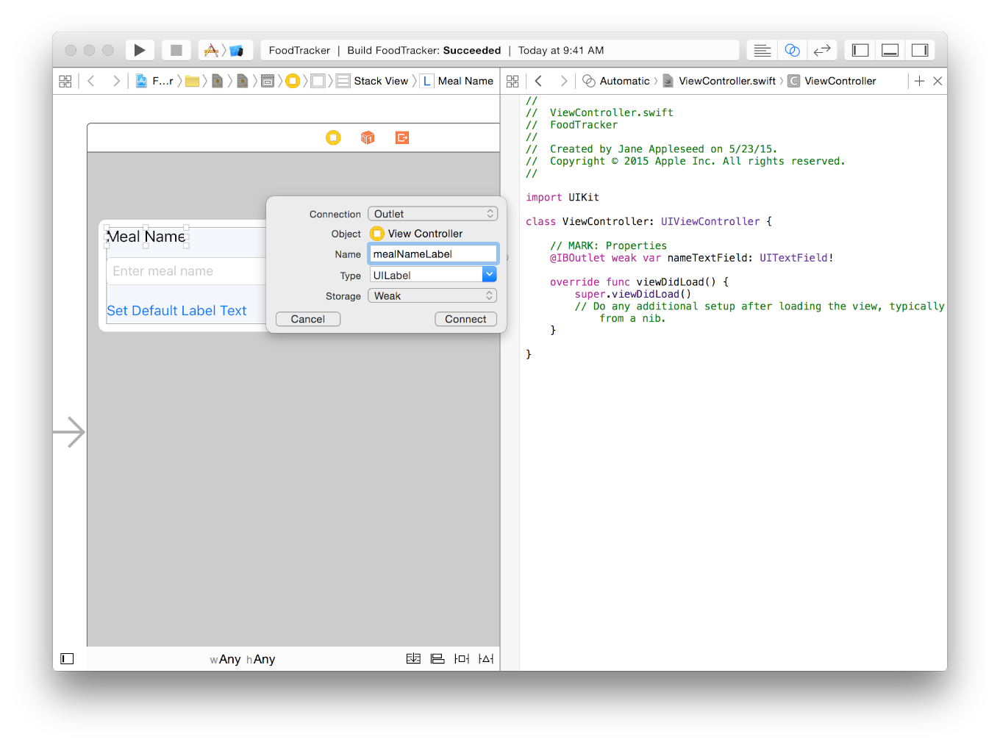 FoodTracker | Build FoodTracker: Succeeded | Today at 9:41 AM
F...r Stack View L Meal Name
Automatic ViewController.swift C ViewController
Meal Name
Enter meal name
Set Default Label Text
Connection Outlet
Object View Controller
Name mealNameLabel
Type UILabel
Storage Weak
Cancel Connect
//
// ViewController.swift
// FoodTracker
//
// Created by Jane Appleseed on 5/23/15.
// Copyright © 2015 Apple Inc. All rights reserved.
//
import UIKit
class ViewController: UIViewController {
// MARK: Properties
@IBOutlet weak var nameTextField: UITextField!
override func viewDidLoad() {
super.viewDidLoad()
// Do any additional setup after loading the view, typically
from a nib.
}
}
wAny hAny